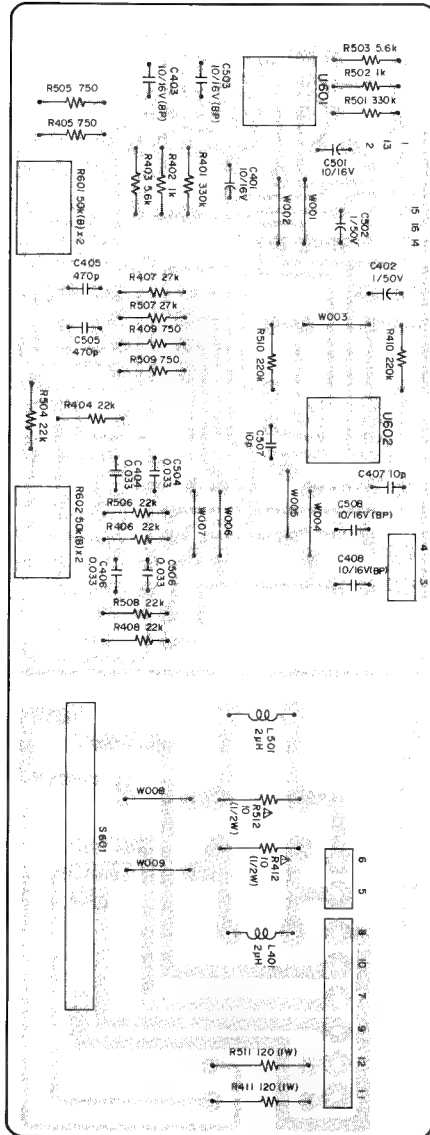 R503 5.6k
R502 1k
R501 330k
U601
C503
10/16V(BP)
C403
10/16V(BP)
R505 750
R405 750
R601 50k(B)x2
R403 5.6k
R402 1k
R401 330k
C401
10/16V
C501
10/16V
2
13
1
W002
W001
C502
1/50V
15
16
14
C405
470p
C505
470p
R407 27k
R507 27k
R409 750
R509 750
C402
1/50V
W003
R510 220k
R410 220k
R504 22k
R404 22k
U602
C507
10p
C407 10p
C404
0.033
C504
0.033
R506 22k
R406 22k
R602 50k(B)x2
W007
W006
W005
W004
C508
10/16V(BP)
C408
10/16V(BP)
4
3
C406
0.033
C506
0.033
R508 22k
R408 22k
L501
2μH
W008
R512
10
(1/2W)
R412
10
(1/2W)
S601
W009
6
5
L401
2μH
8
10
7
9
12
11
R511 120 (1W)
R411 120 (1W)